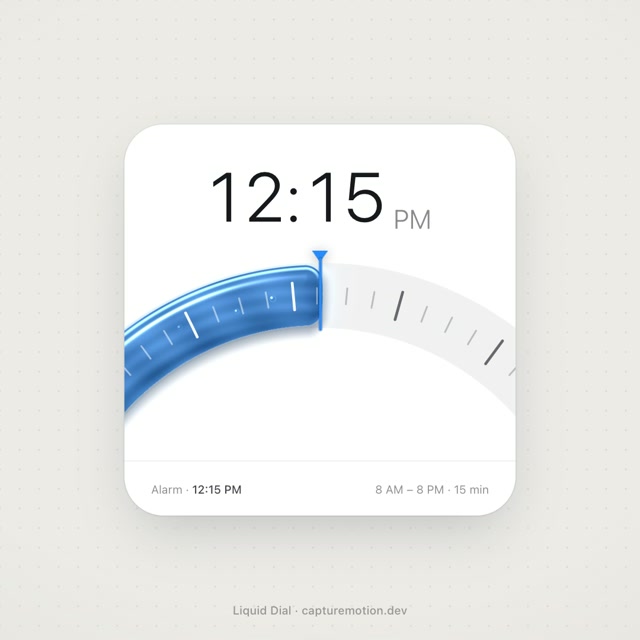 12:15 PM
Alarm · 12:15 PM
8 AM – 8 PM · 15 min
Liquid Dial · capturemotion.dev